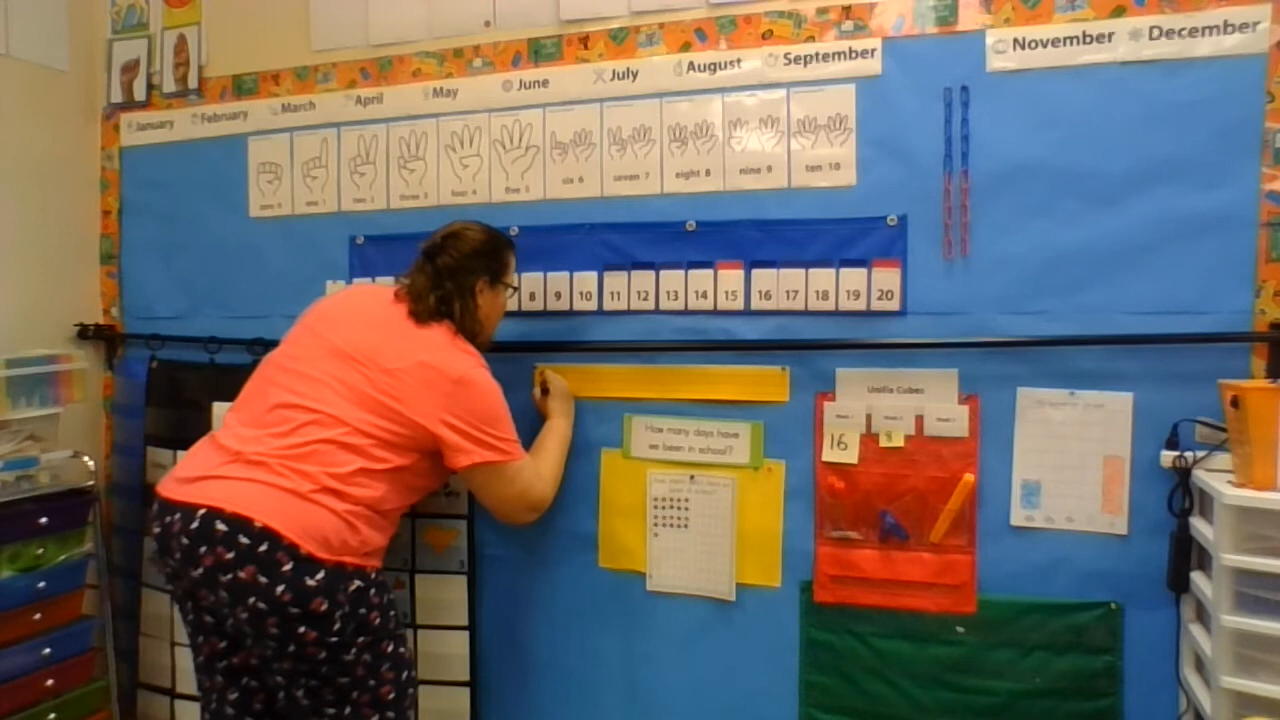 January February March April May June July August September November December
zero 0 one 1 two 2 three 3 four 4 five 5 six 6 seven 7 eight 8 nine 9 ten 10
8 9 10 11 12 13 14 15 16 17 18 19 20
Unifix Cubes
16 8
How many days have
we been in school?